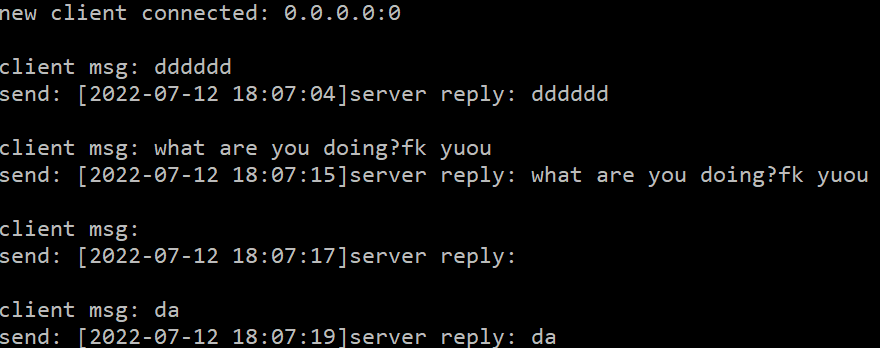 new client connected: 0.0.0.0:0
client msg: dddddd
send: [2022-07-12 18:07:04]server reply: dddddd
client msg: what are you doing?fk yuou
send: [2022-07-12 18:07:15]server reply: what are you doing?fk yuou
client msg:
send: [2022-07-12 18:07:17]server reply:
client msg: da
send: [2022-07-12 18:07:19]server reply: da